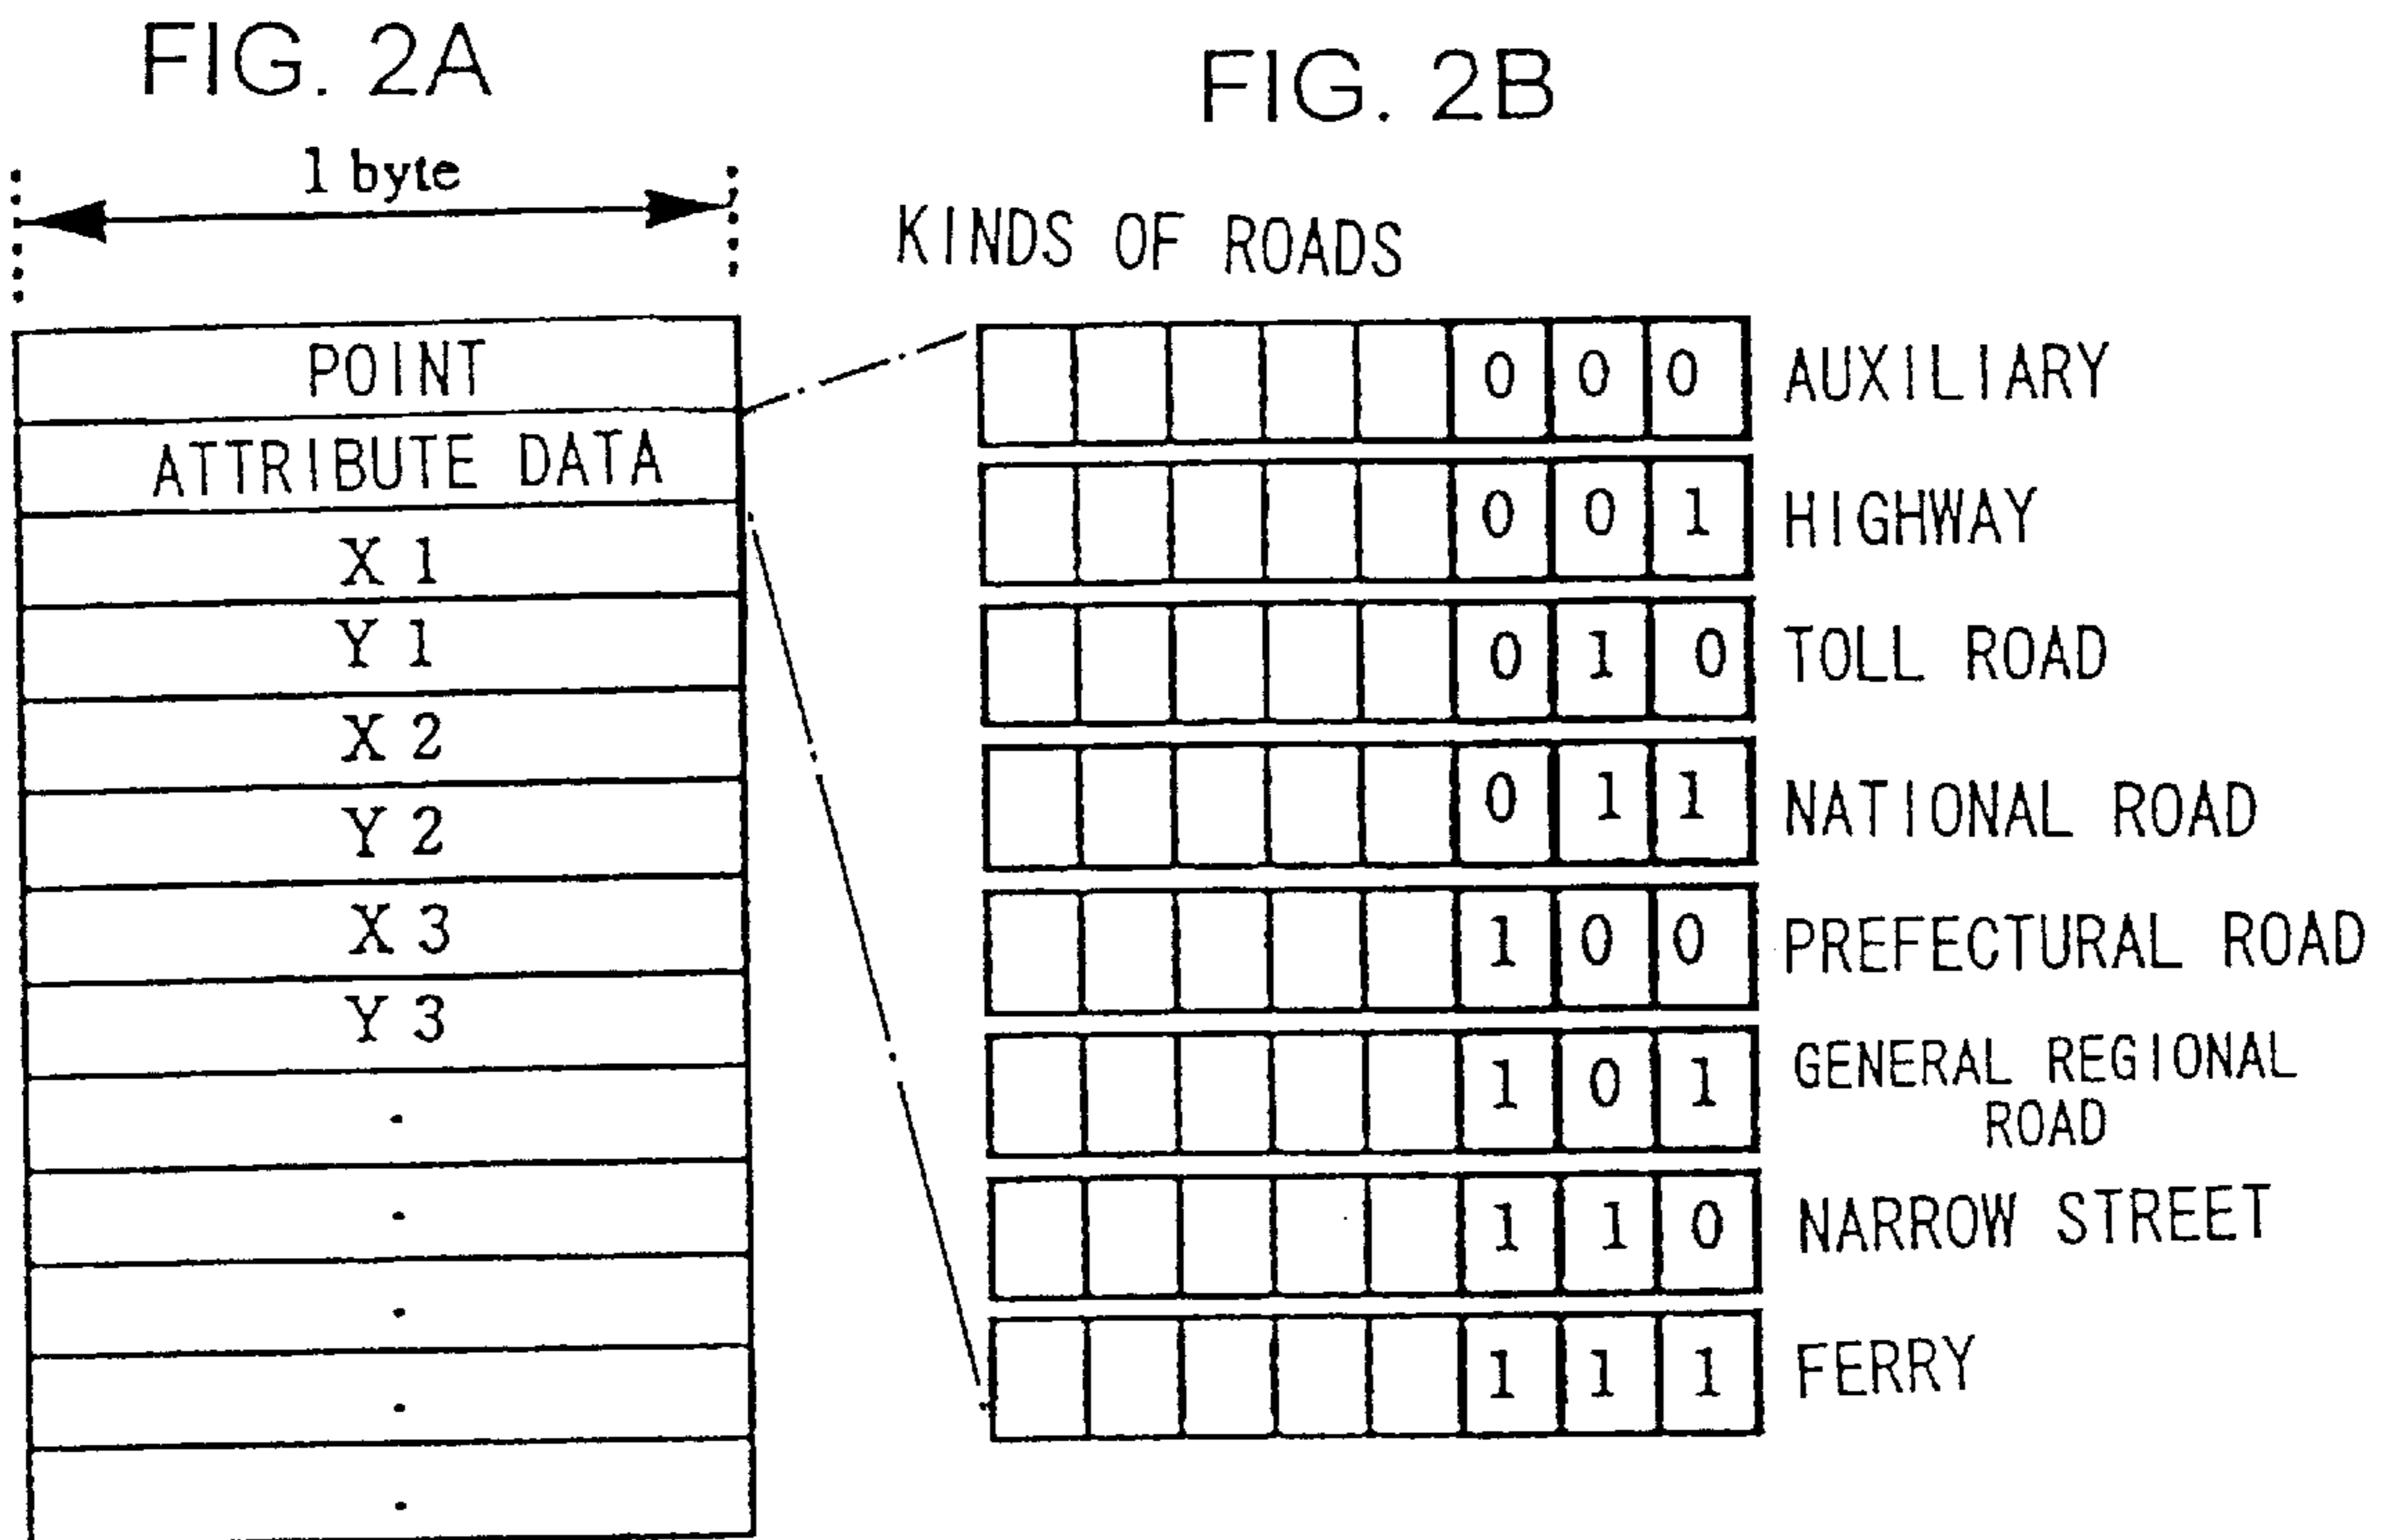 FIG. 2A
1 byte
POINT
ATTRIBUTE DATA
X 1
Y 1
X 2
Y 2
X 3
Y 3
.
.
.
.
.
FIG. 2B
KINDS OF ROADS
0 0 0 AUXILIARY
0 0 1 HIGHWAY
0 1 0 TOLL ROAD
0 1 1 NATIONAL ROAD
1 0 0 PREFECTURAL ROAD
1 0 1 GENERAL REGIONAL
ROAD
1 1 0 NARROW STREET
1 1 1 FERRY